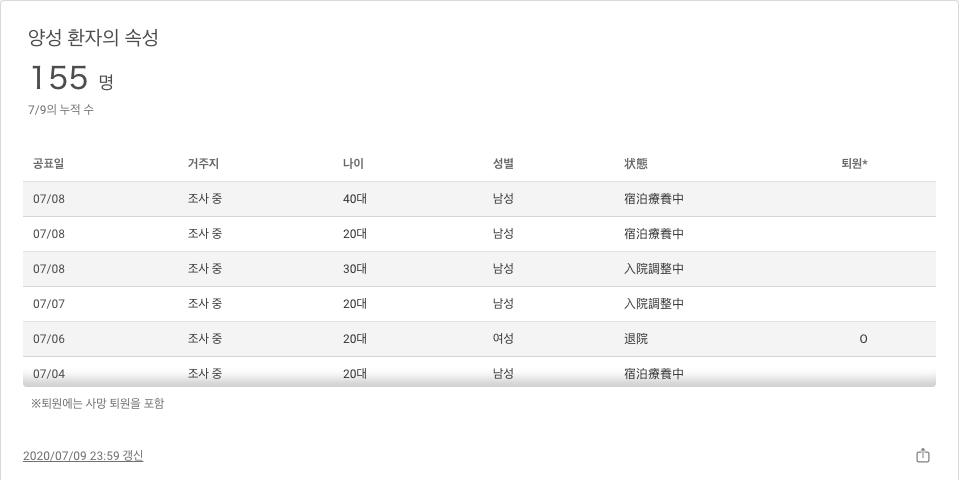 양성 환자의 속성
155 명
7/9의 누적 수
공표일 거주지 나이 성별 状態 퇴원*
07/08 조사 중 40대 남성 宿泊療養中
07/08 조사 중 20대 남성 宿泊療養中
07/08 조사 중 30대 남성 入院調整中
07/07 조사 중 20대 남성 入院調整中
07/06 조사 중 20대 여성 退院 O
07/04 조사 중 20대 남성 宿泊療養中
※퇴원에는 사망 퇴원을 포함
2020/07/09 23:59 갱신